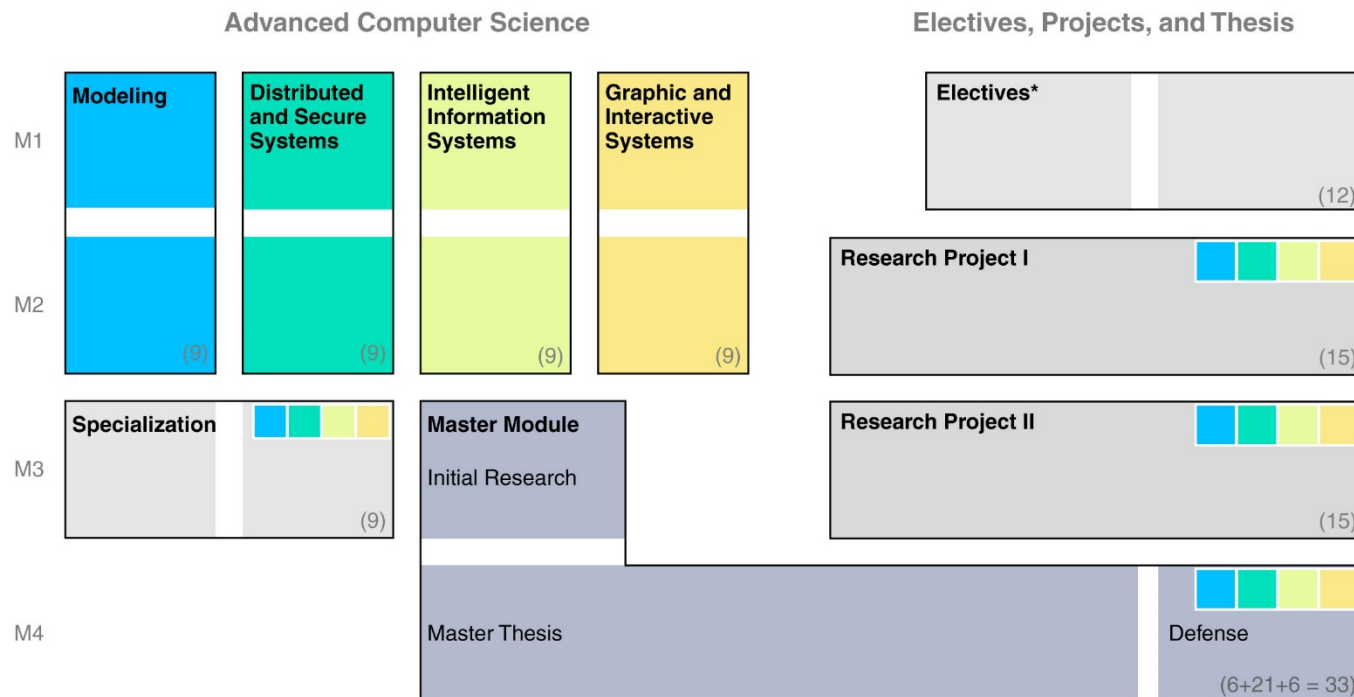 Advanced Computer Science
Electives, Projects, and Thesis
M1
Modeling
Distributed
and Secure
Systems
Intelligent
Information
Systems
Graphic and
Interactive
Systems
Electives*
(12)
M2
(9)
(9)
(9)
(9)
Research Project I
(15)
M3
Specialization
(9)
Master Module
Initial Research
Research Project II
(15)
M4
Master Thesis
Defense
(6+21+6 = 33)